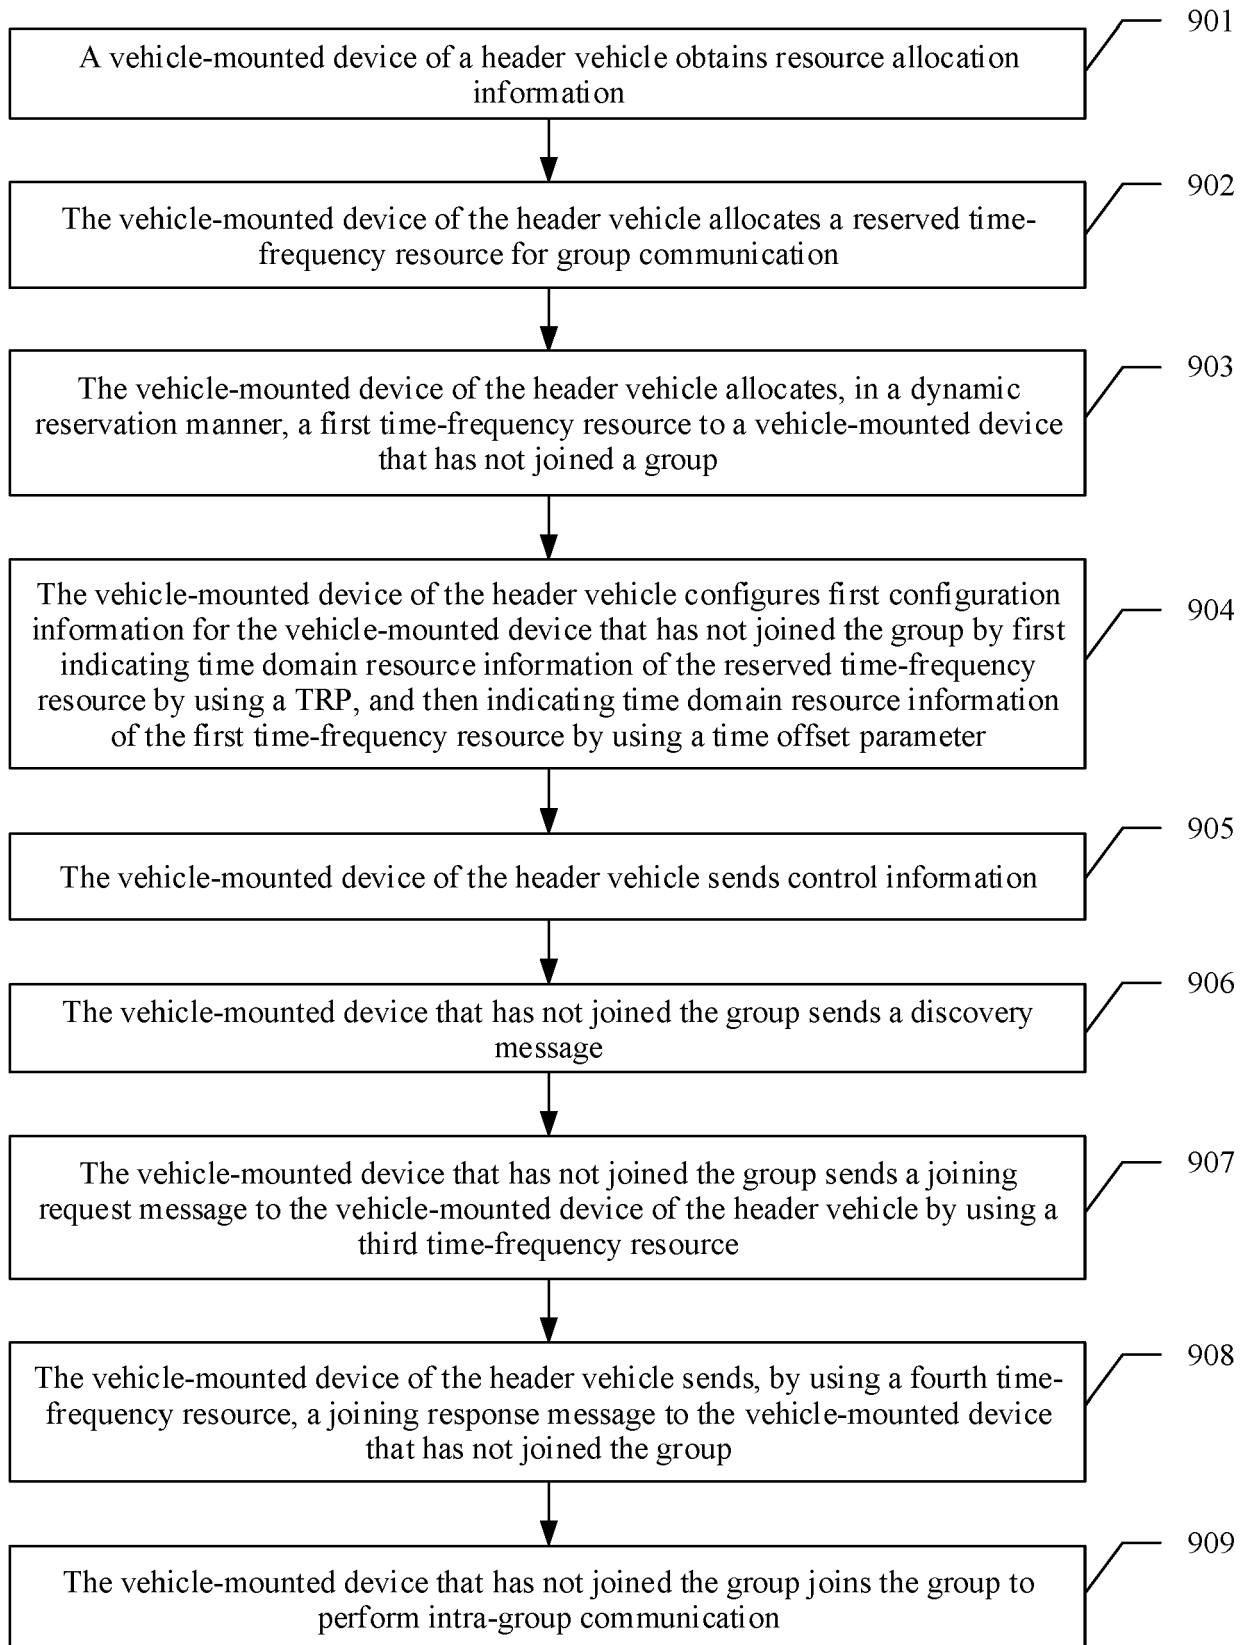 901
A vehicle-mounted device of a header vehicle obtains resource allocation
information
902
The vehicle-mounted device of the header vehicle allocates a reserved time-
frequency resource for group communication
903
The vehicle-mounted device of the header vehicle allocates, in a dynamic
reservation manner, a first time-frequency resource to a vehicle-mounted device
that has not joined a group
904
The vehicle-mounted device of the header vehicle configures first configuration
information for the vehicle-mounted device that has not joined the group by first
indicating time domain resource information of the reserved time-frequency
resource by using a TRP, and then indicating time domain resource information
of the first time-frequency resource by using a time offset parameter
905
The vehicle-mounted device of the header vehicle sends control information
906
The vehicle-mounted device that has not joined the group sends a discovery
message
907
The vehicle-mounted device that has not joined the group sends a joining
request message to the vehicle-mounted device of the header vehicle by using a
third time-frequency resource
908
The vehicle-mounted device of the header vehicle sends, by using a fourth time-
frequency resource, a joining response message to the vehicle-mounted device
that has not joined the group
909
The vehicle-mounted device that has not joined the group joins the group to
perform intra-group communication